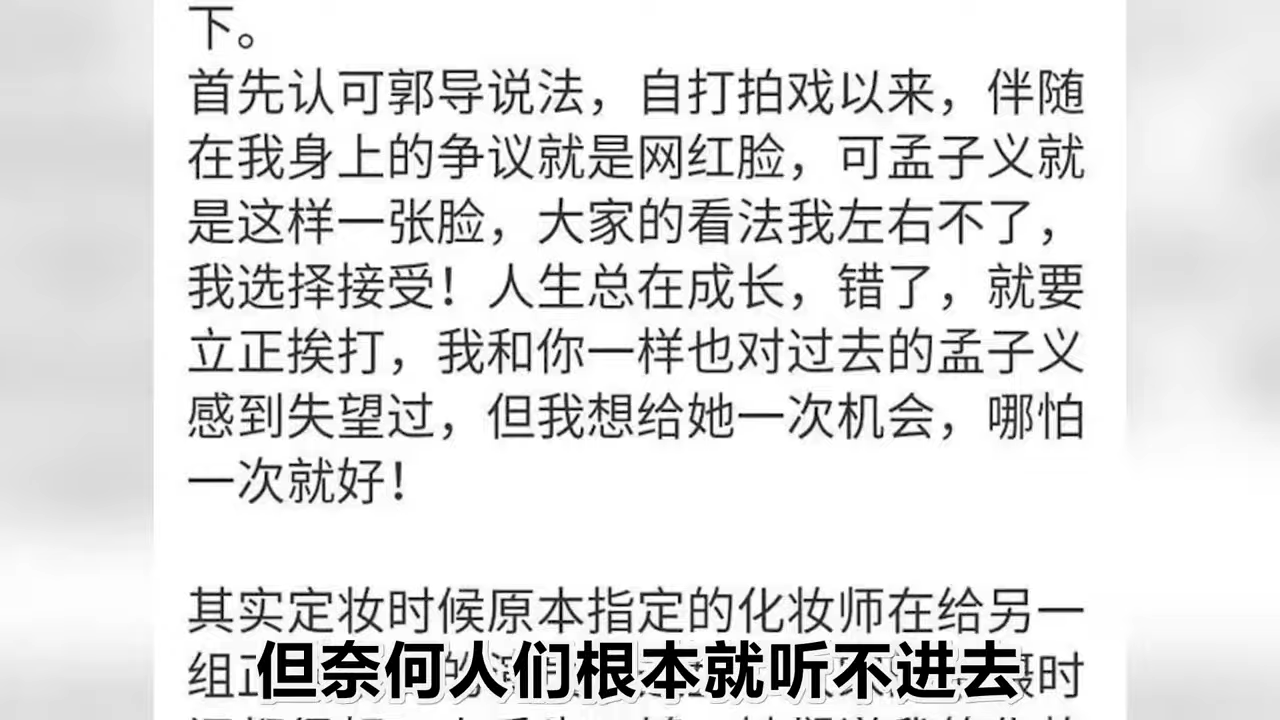 下。
首先认可郭导说法，自打拍戏以来，伴随
在我身上的争议就是网红脸，可孟子义就
是这样一张脸，大家的看法我左右不了，
我选择接受！人生总在成长，错了，就要
立正挨打，我和你一样也对过去的孟子义
感到失望过，但我想给她一次机会，哪怕
一次就好！
其实定妆时候原本指定的化妆师在给另一
组正
时
但奈何人们根本就听不进去